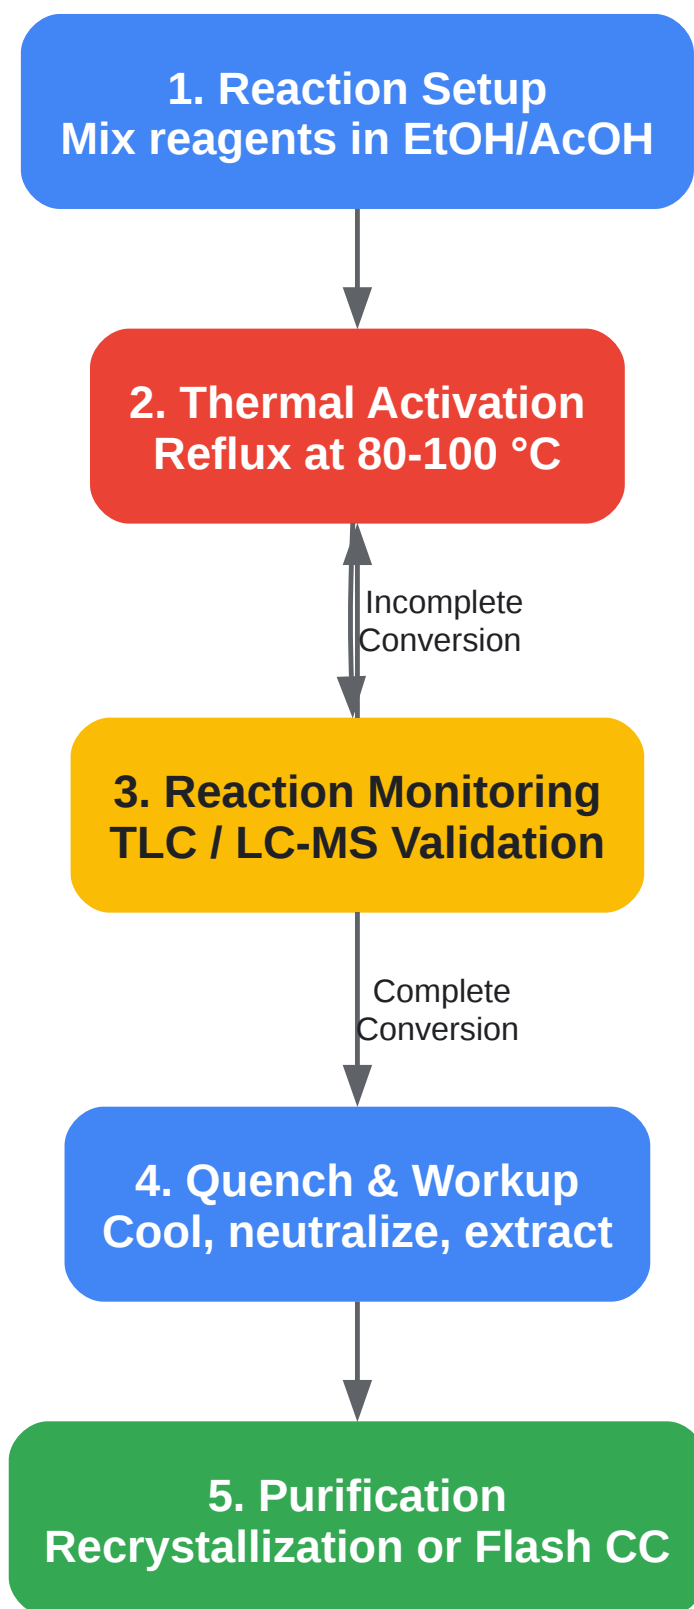 1. Reaction Setup
Mix reagents in EtOH/AcOH
2. Thermal Activation
Reflux at 80-100 °C
Incomplete
Conversion
3. Reaction Monitoring
TLC / LC-MS Validation
Complete
Conversion
4. Quench & Workup
Cool, neutralize, extract
5. Purification
Recrystallization or Flash CC